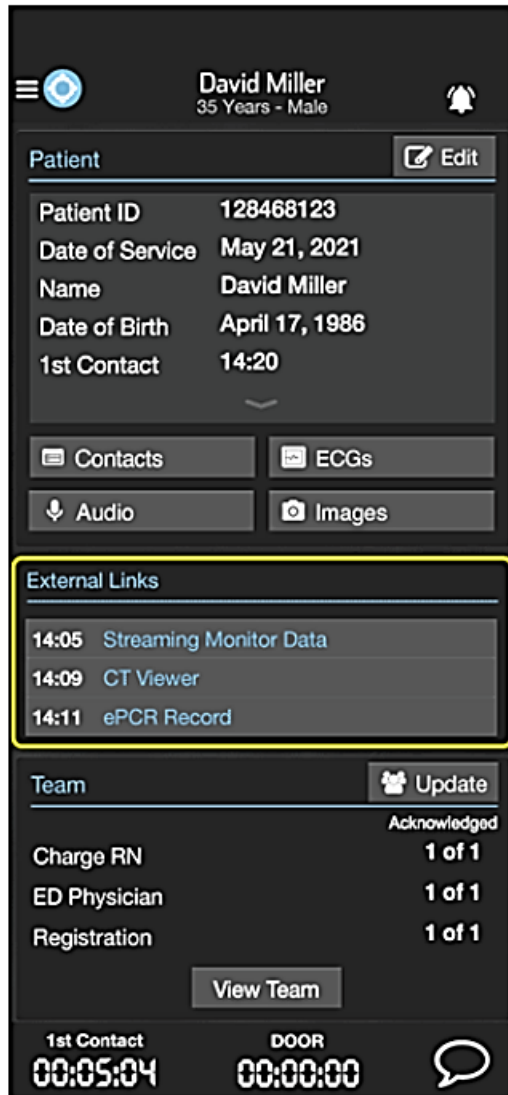 David Miller
35 Years - Male
Patient
Edit
Patient ID 128468123
Date of Service May 21, 2021
Name David Miller
Date of Birth April 17, 1986
1st Contact 14:20
Contacts
ECGs
Audio
Images
External Links
14:05 Streaming Monitor Data
14:09 CT Viewer
14:11 ePCR Record
Team
Update
Acknowledged
Charge RN 1 of 1
ED Physician 1 of 1
Registration 1 of 1
View Team
1st Contact DOOR
00:05:04 00:00:00